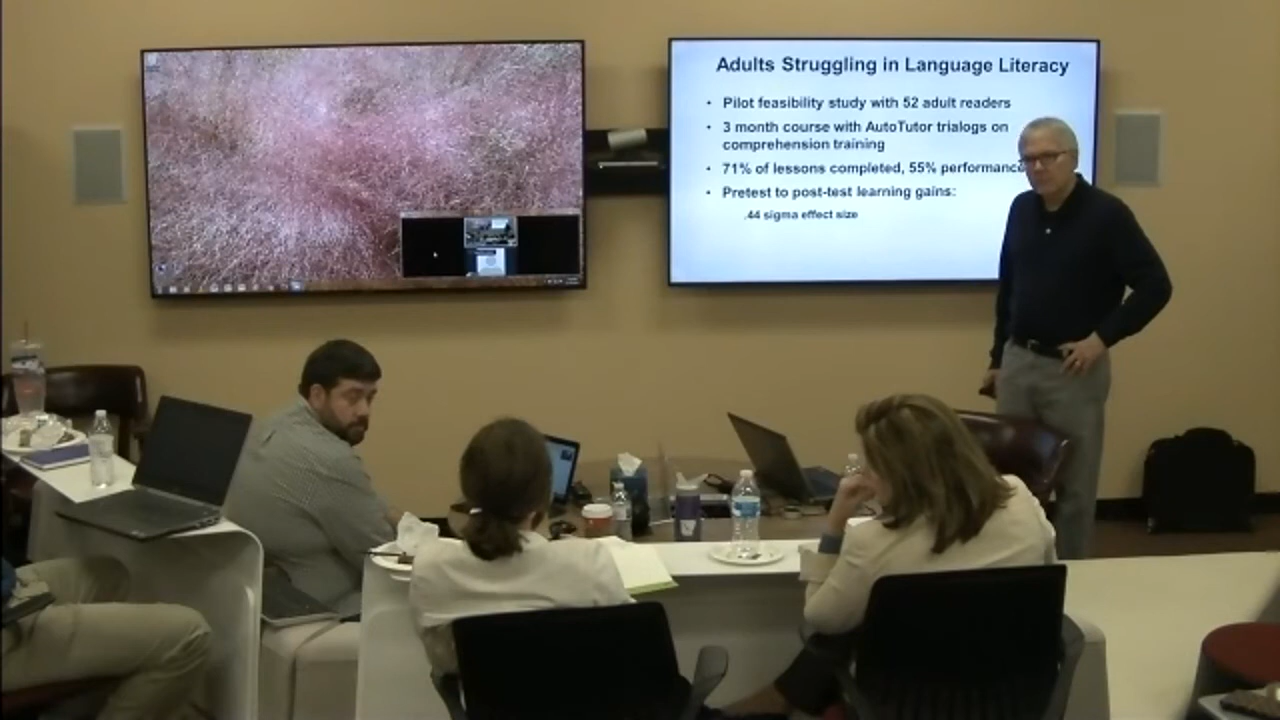 Adults Struggling in Language Literacy
• Pilot feasibility study with 52 adult readers
• 3 month course with AutoTutor trialogs on
comprehension training
• 71% of lessons completed, 55% performance
• Pretest to post-test learning gains:
.44 sigma effect size